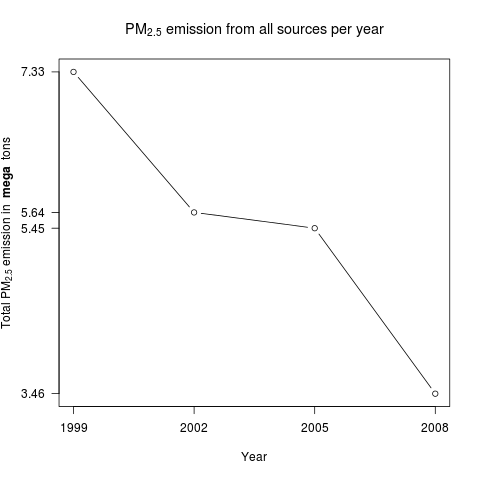 PM2.5 emission from all sources per year
Total PM2.5 emission in mega tons
7.33
5.64
5.45
3.46
1999 2002 2005 2008
Year